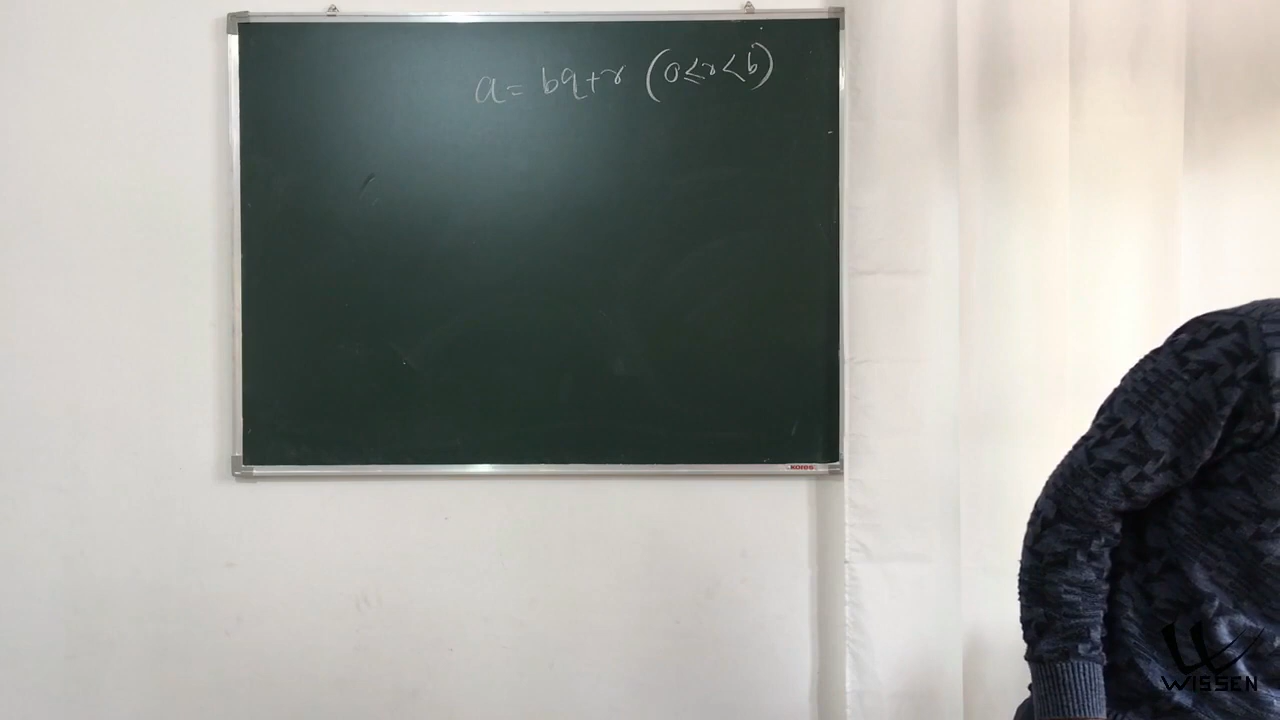 a = bq + r (0 ≤ r < b)
KORES
WISSEN